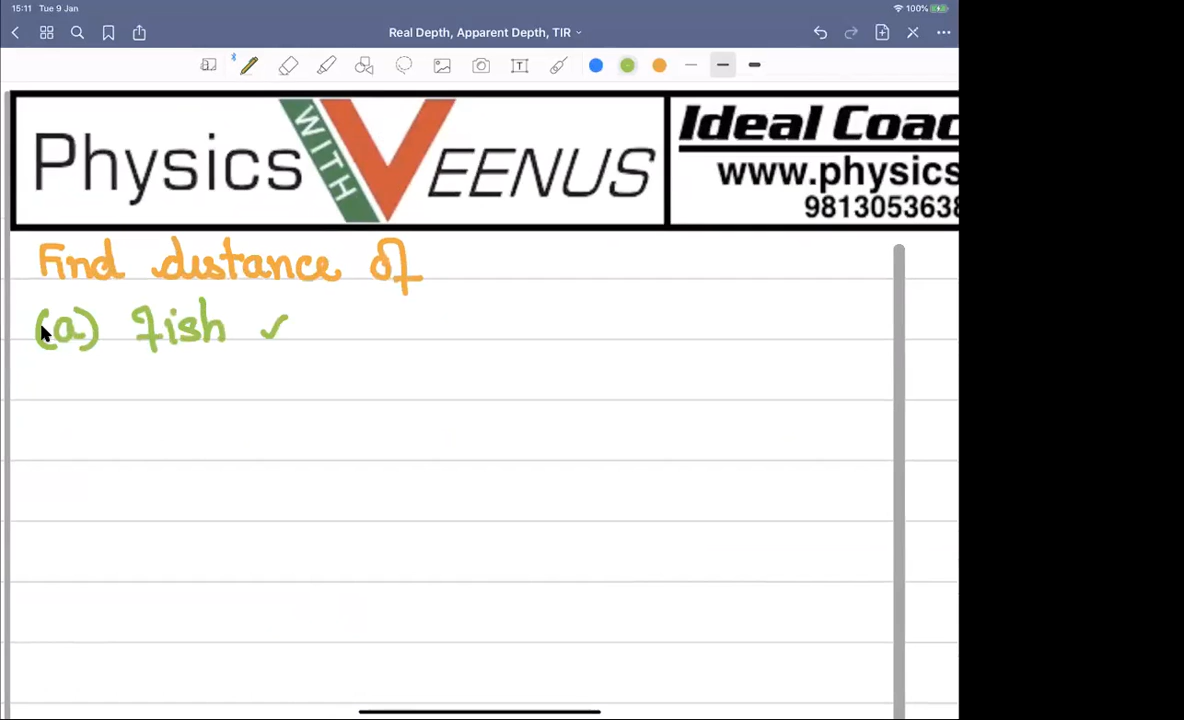 15:11 Tue 9 Jan 100%
Real Depth, Apparent Depth, TIR
Physics WITH VEENUS
Ideal Coac
www.physics
9813053638
Find distance of
(a) fish ✓